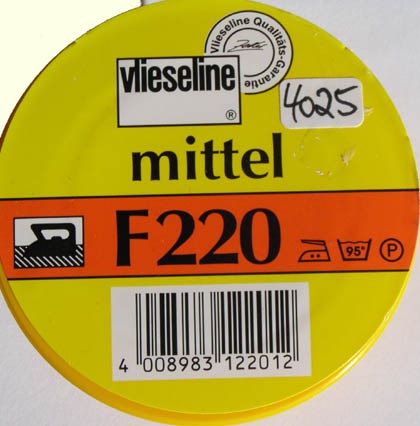 Vlieseline Qualitäts-
Garantie
vlieseline
®
4025
mittel
F220
95°
P
4 008983 122012